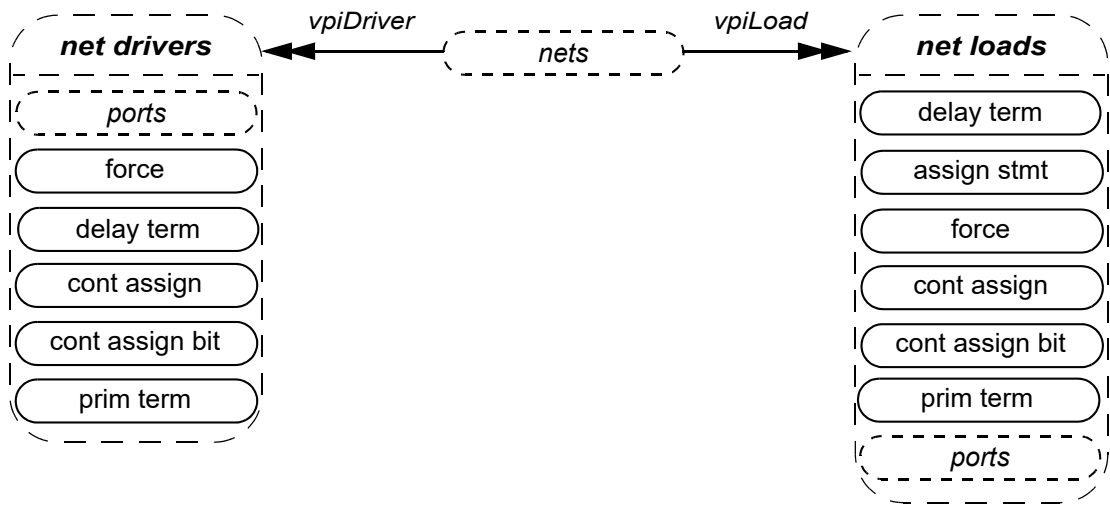 vpiDriver
vpiLoad
net drivers
nets
net loads
ports
force
delay term
cont assign
cont assign bit
prim term
delay term
assign stmt
force
cont assign
cont assign bit
prim term
ports